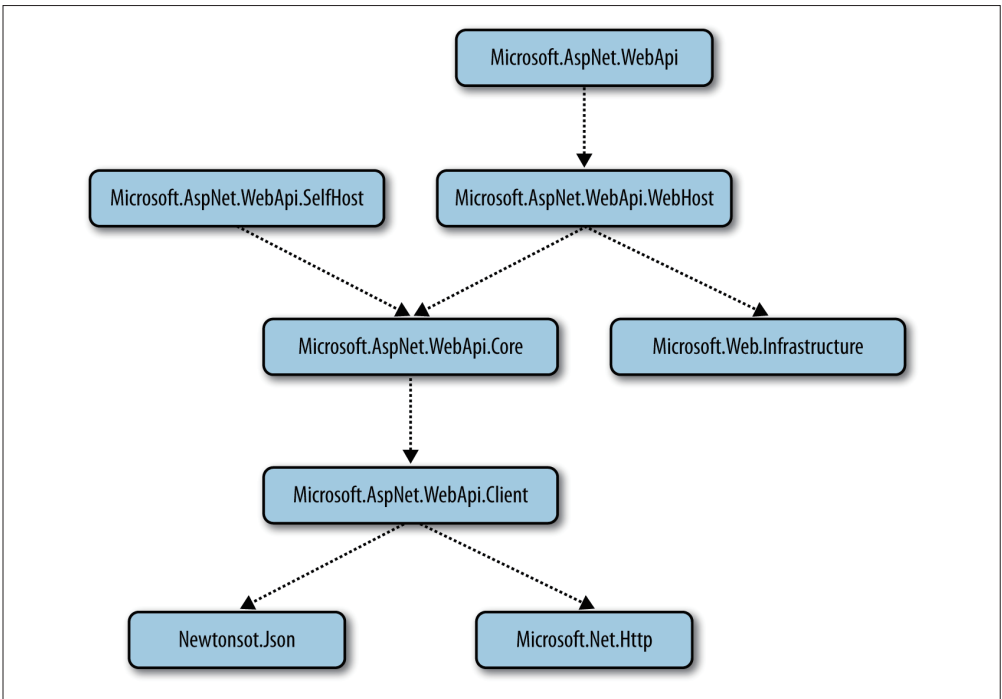 Microsoft.AspNet.WebApi
Microsoft.AspNet.WebApi.SelfHost
Microsoft.AspNet.WebApi.WebHost
Microsoft.AspNet.WebApi.Core
Microsoft.Web.Infrastructure
Microsoft.AspNet.WebApi.Client
Newtonsot.Json
Microsoft.Net.Http